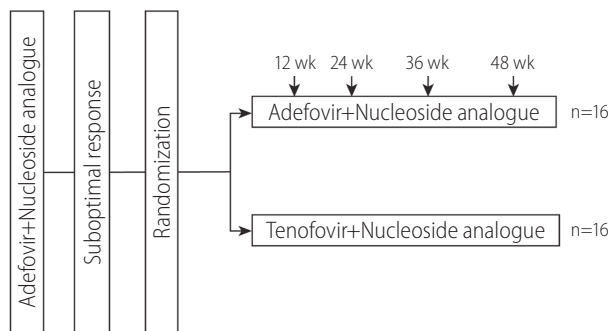 Adefovir+Nucleoside analogue
Suboptimal response
Randomization
12 wk 24 wk 36 wk 48 wk
Adefovir+Nucleoside analogue n=16
Tenofovir+Nucleoside analogue n=16